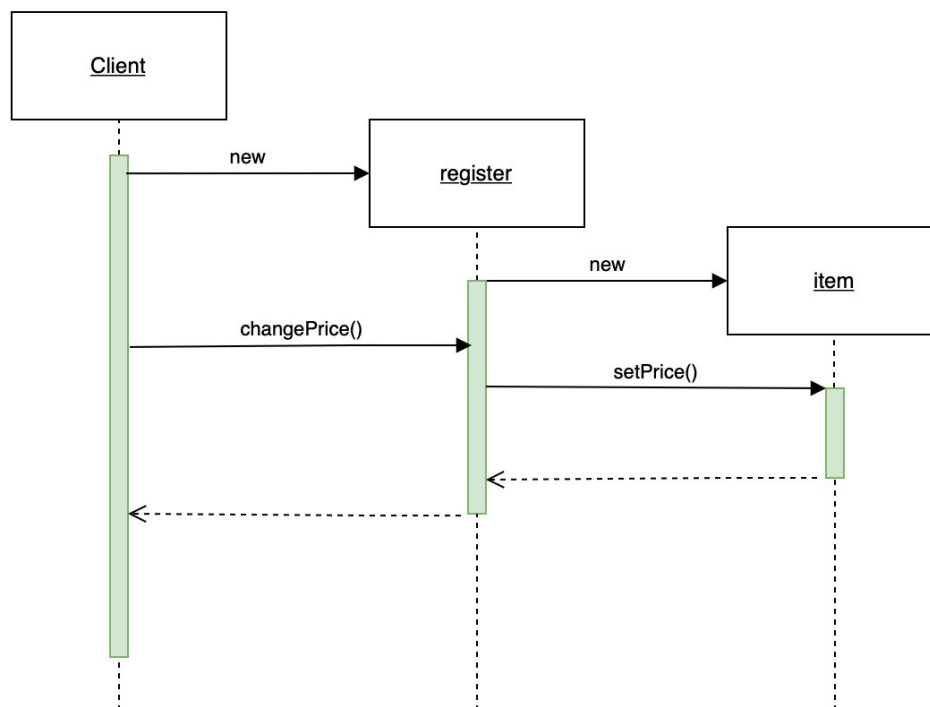 Client
new
register
new
item
changePrice()
setPrice()